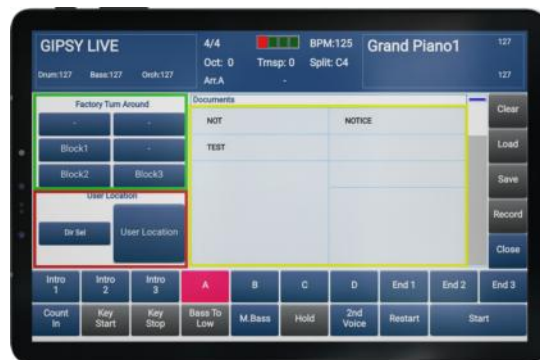 GIPSY LIVE
4/4 BPM:125 Grand Piano1 127
Oct: 0 Trnsp: 0 Split: C4
Drum:127 Bass:127 Orch:127 Arr.A - 127
Factory Turn Around
Documents
- -
NOT NOTICE
Clear
Block1 -
TEST
Load
Block2 Block3
Save
User Location
Dir Sel User Location
Record
Close
Intro 1 Intro 2 Intro 3 A B C D End 1 End 2 End 3
Count In Key Start Key Stop Bass To Low M.Bass Hold 2nd Voice Restart Start